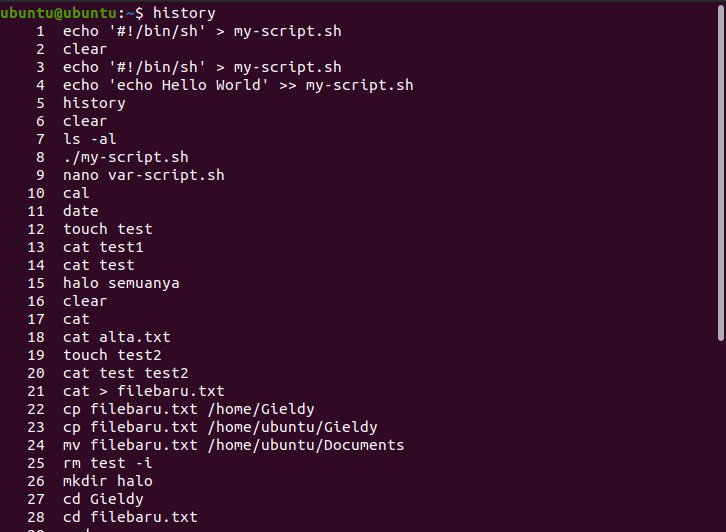 ubuntu@ubuntu:~$ history
1 echo '#!/bin/sh' > my-script.sh
2 clear
3 echo '#!/bin/sh' > my-script.sh
4 echo 'echo Hello World' >> my-script.sh
5 history
6 clear
7 ls -al
8 ./my-script.sh
9 nano var-script.sh
10 cal
11 date
12 touch test
13 cat test1
14 cat test
15 halo semuanya
16 clear
17 cat
18 cat alta.txt
19 touch test2
20 cat test test2
21 cat > filebaru.txt
22 cp filebaru.txt /home/Gieldy
23 cp filebaru.txt /home/ubuntu/Gieldy
24 mv filebaru.txt /home/ubuntu/Documents
25 rm test -i
26 mkdir halo
27 cd Gieldy
28 cd filebaru.txt